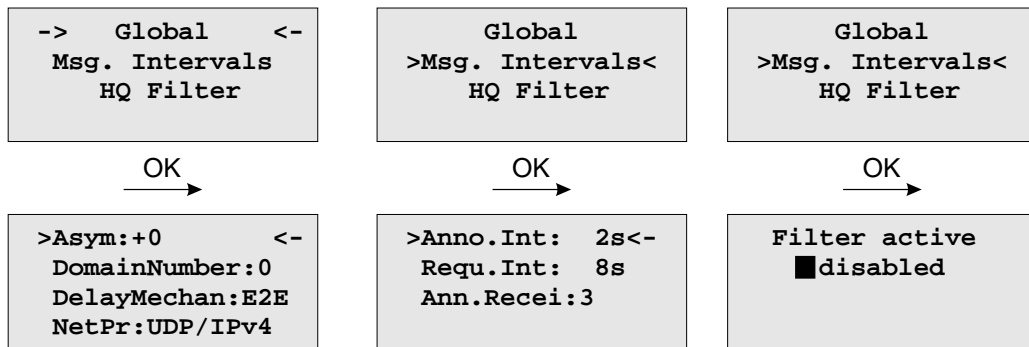 -> Global <-
Msg. Intervals
HQ Filter
Global
>Msg. Intervals<
HQ Filter
Global
>Msg. Intervals<
HQ Filter
OK
OK
OK
>Asym:+0 <-
DomainNumber:0
DelayMechan:E2E
NetPr:UDP/IPv4
>Anno.Int: 2s<-
Requ.Int: 8s
Ann.Recei:3
Filter active
disabled